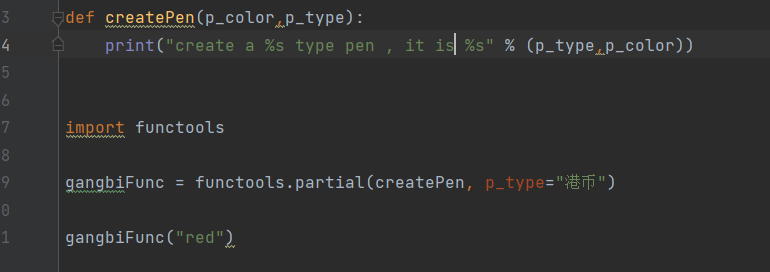 3 def createPen(p_color,p_type):
4 print("create a %s type pen , it is %s" % (p_type,p_color))
5
6
7 import functools
8
9 gangbiFunc = functools.partial(createPen, p_type="港币")
0
1 gangbiFunc("red")